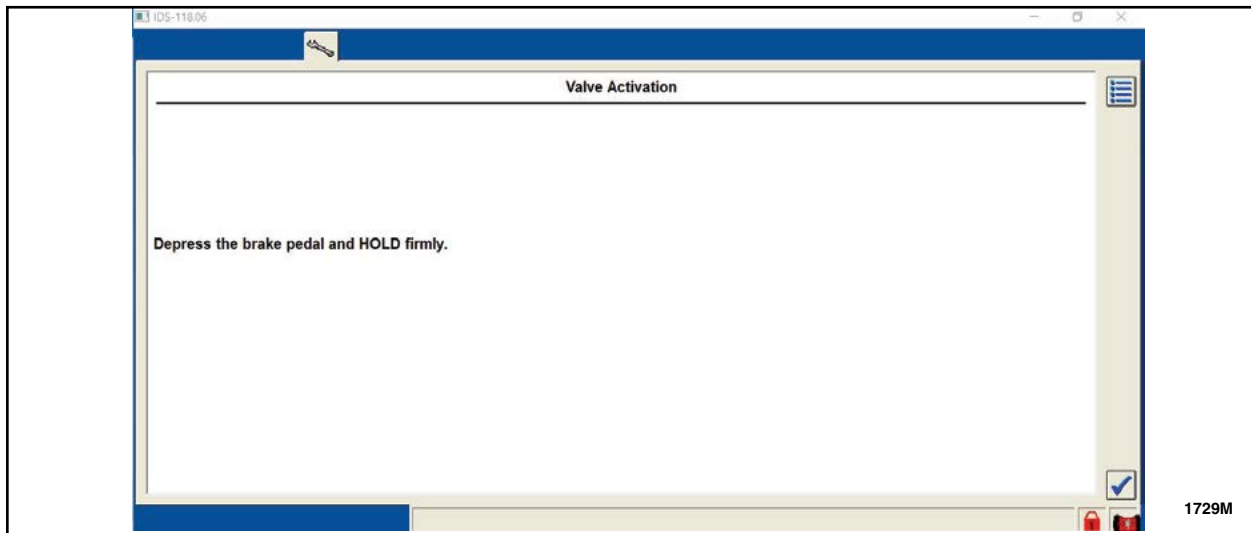 IDS-118.06
Valve Activation
Depress the brake pedal and HOLD firmly.
1729M